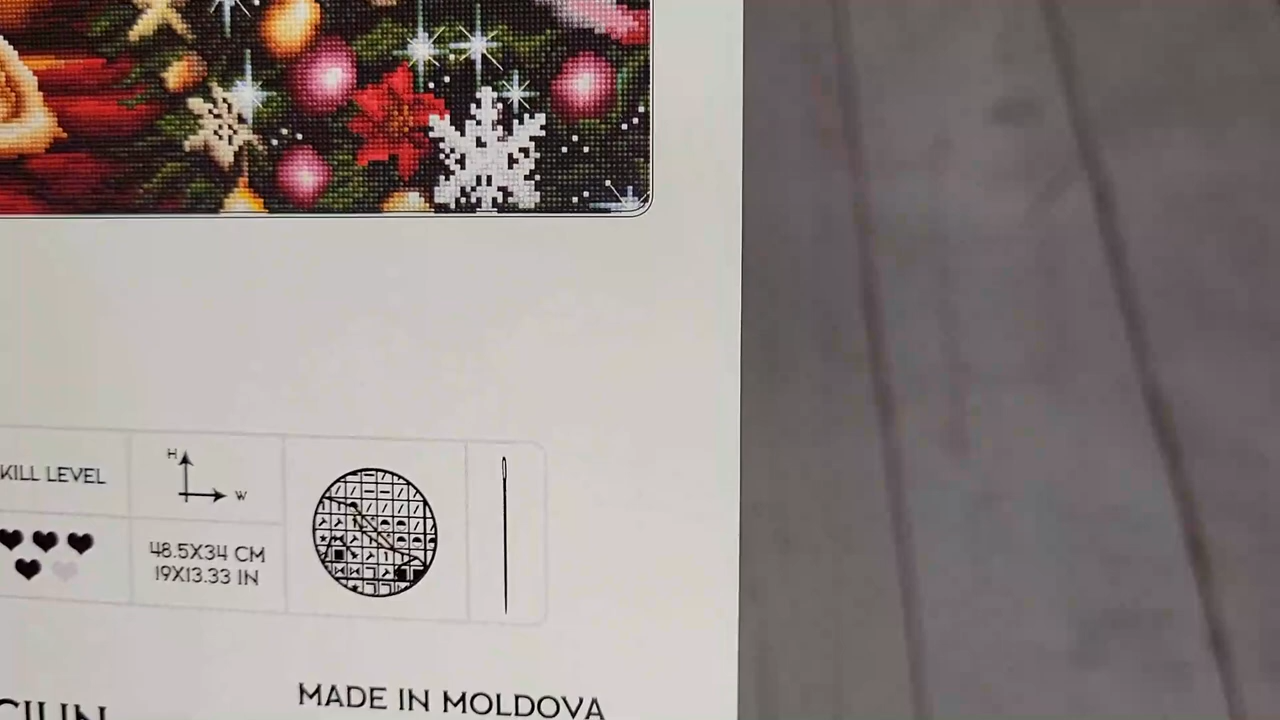 KILL LEVEL
H
W
48.5X34 CM
19X13.33 IN
MADE IN MOLDOVA